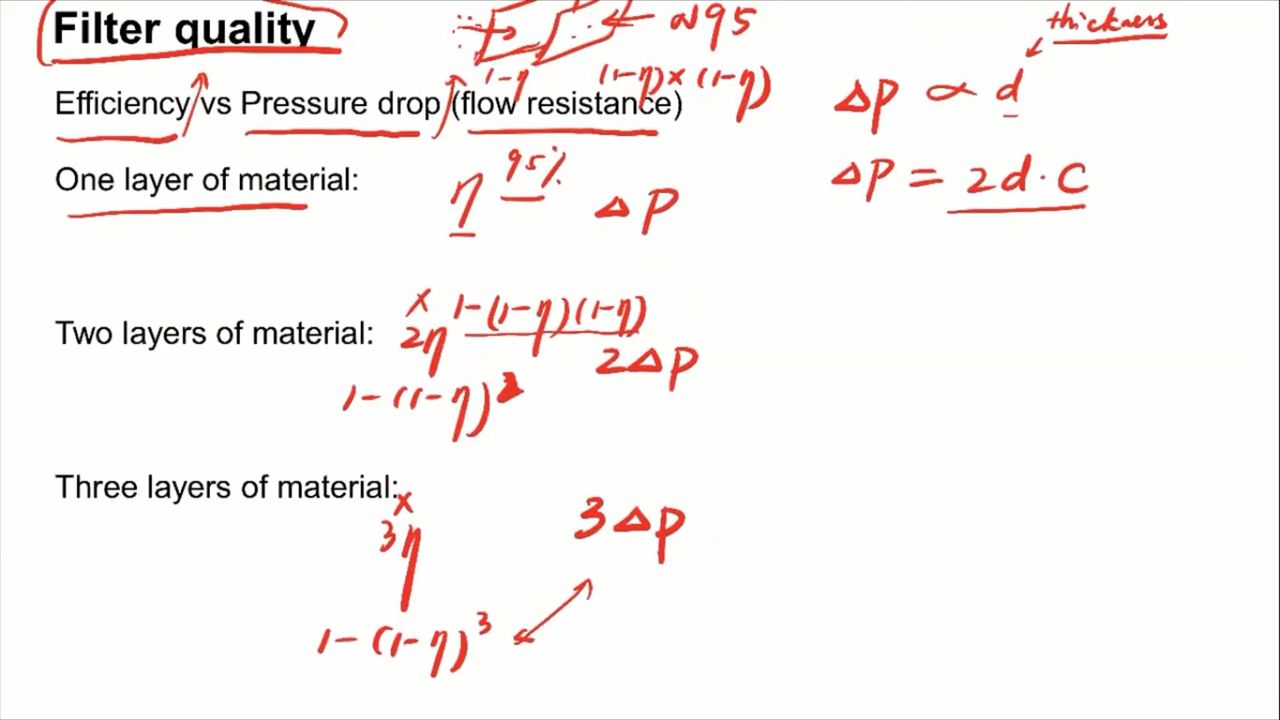 Filter quality
N95
thickness
1-η
(1-η)x(1-η)
Efficiency vs Pressure drop (flow resistance)
ΔP ∝ d
One layer of material:
η
95%
ΔP
ΔP = 2d·C
Two layers of material:
x
2η
1-(1-η)(1-η)
2ΔP
1-(1-η)²
Three layers of material:
x
3η
3ΔP
1-(1-η)³